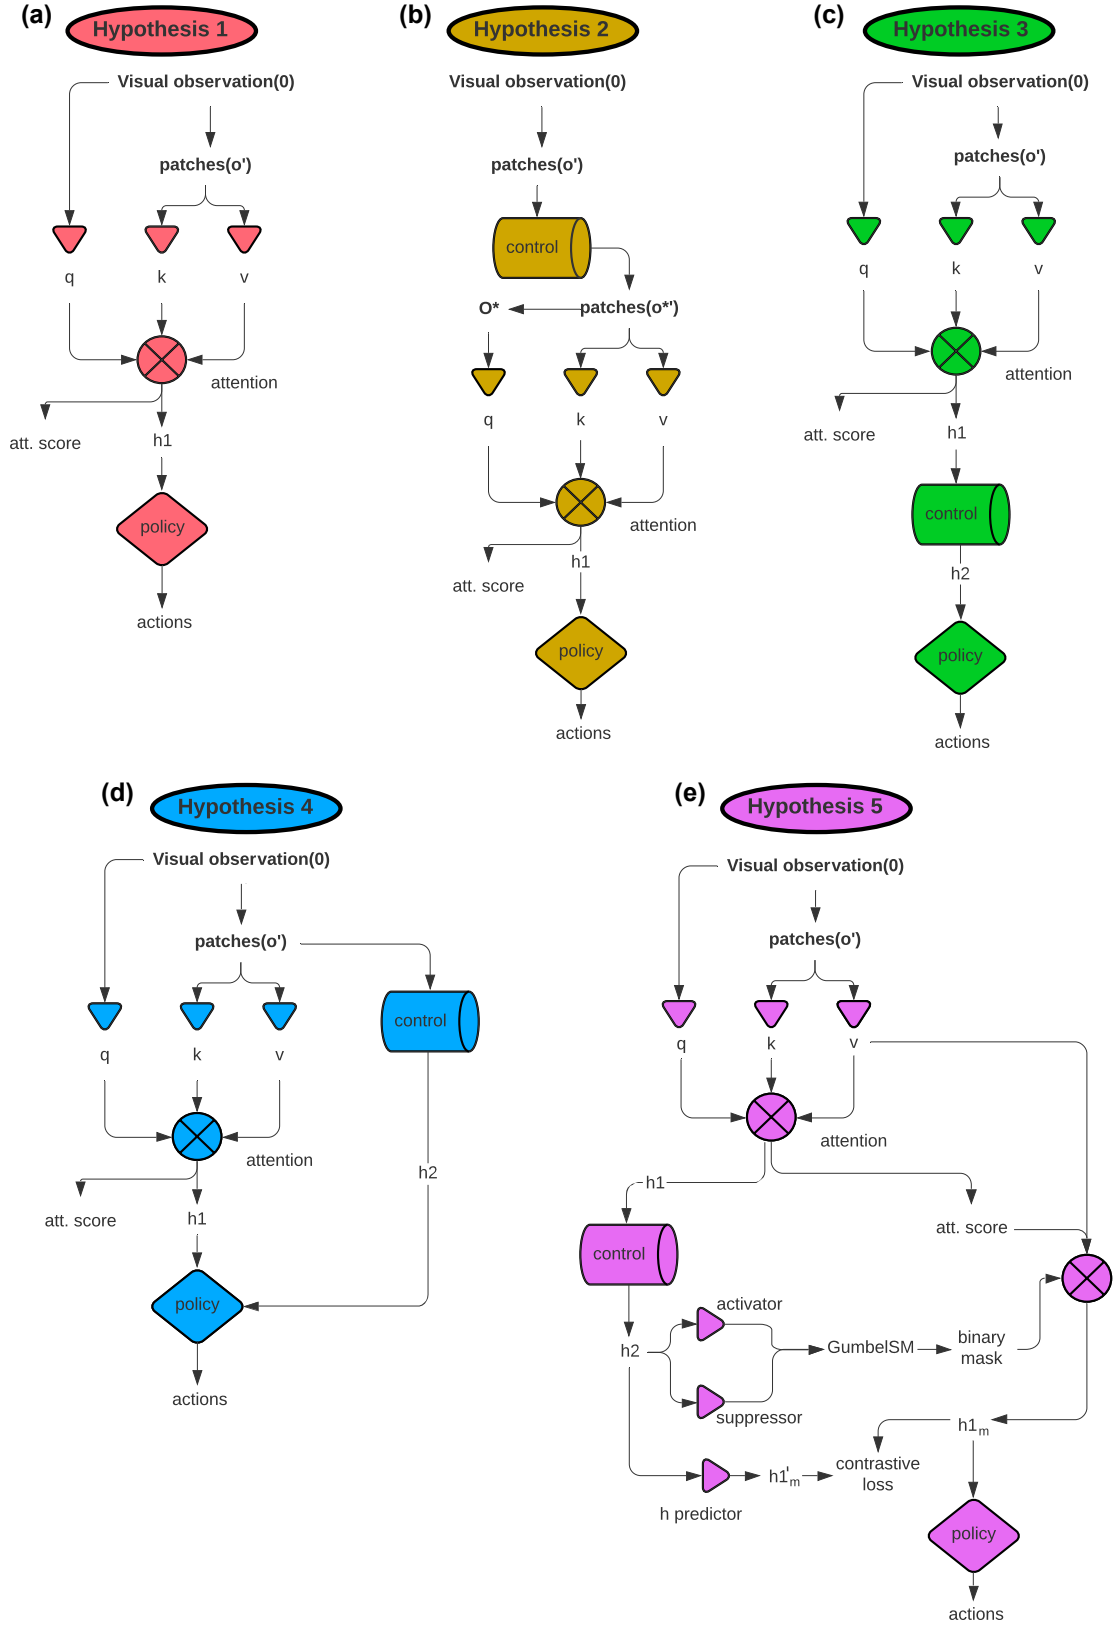 (a)
Hypothesis 1
Visual observation(0)
patches(o')
q
k
v
attention
att. score
h1
policy
actions
(b)
Hypothesis 2
Visual observation(0)
patches(o')
control
O*
patches(o*')
q
k
v
attention
att. score
h1
policy
actions
(c)
Hypothesis 3
Visual observation(0)
patches(o')
q
k
v
attention
att. score
h1
control
h2
policy
actions
(d)
Hypothesis 4
Visual observation(0)
patches(o')
control
q
k
v
attention
h2
att. score
h1
policy
actions
(e)
Hypothesis 5
Visual observation(0)
patches(o')
q
k
v
attention
h1
att. score
control
activator
h2
GumbelSM
binary
mask
suppressor
h1m
contrastive
loss
h1'm
h predictor
policy
actions